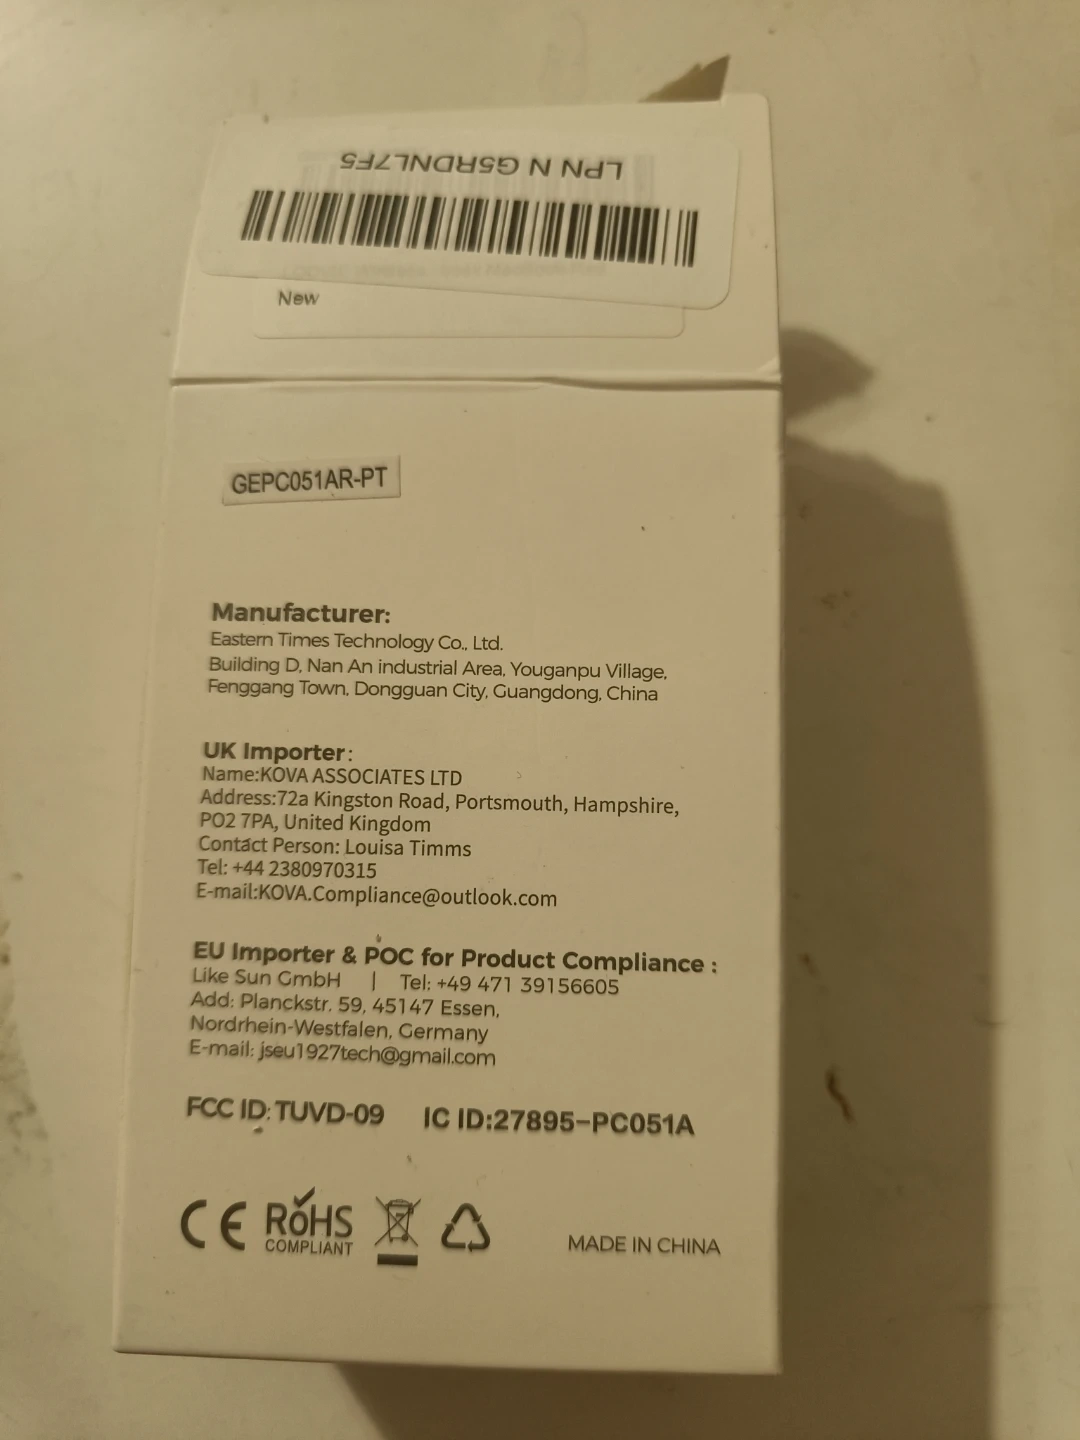 LPN N G5RDNL7F5
New
GEPC051AR-PT
Manufacturer:
Eastern Times Technology Co., Ltd.
Building D, Nan An industrial Area, Youganpu Village,
Fenggang Town, Dongguan City, Guangdong, China
UK Importer:
Name:KOVA ASSOCIATES LTD
Address:72a Kingston Road, Portsmouth, Hampshire,
PO2 7PA, United Kingdom
Contact Person: Louisa Timms
Tel: +44 2380970315
E-mail:KOVA.Compliance@outlook.com
EU Importer & POC for Product Compliance :
Like Sun GmbH | Tel: +49 471 39156605
Add: Planckstr. 59, 45147 Essen,
Nordrhein-Westfalen, Germany
E-mail: jseu1927tech@gmail.com
FCC ID: TUVD-09 IC ID:27895-PC051A
CE RoHS
COMPLIANT
MADE IN CHINA